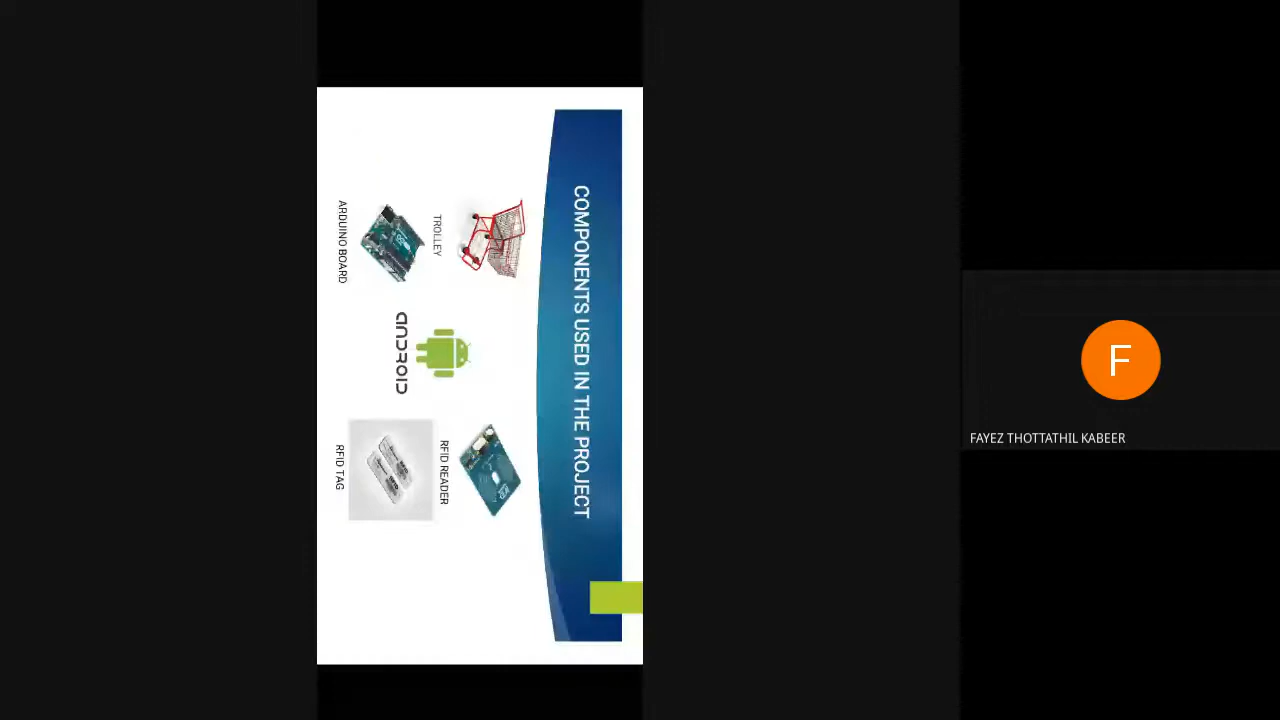 COMPONENTS USED IN THE PROJECT
TROLLEY
RFID READER
ANDROID
ARDUINO BOARD
RFID TAG
F
FAYEZ THOTTATHIL KABEER